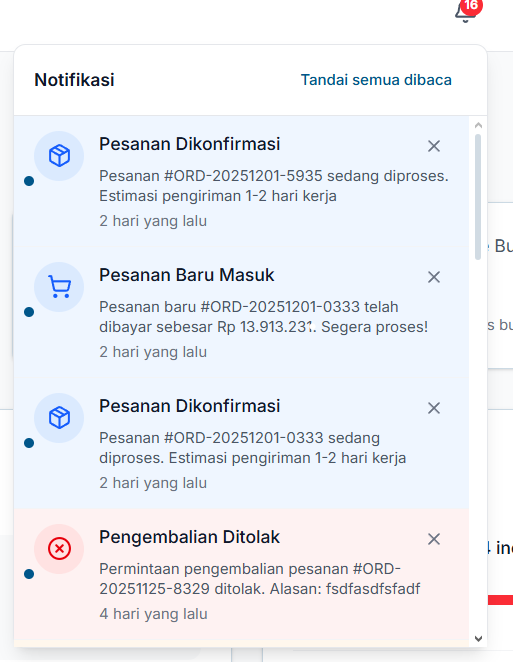 16
Notifikasi
Tandai semua dibaca
Pesanan Dikonfirmasi
Pesanan #ORD-20251201-5935 sedang diproses.
Estimasi pengiriman 1-2 hari kerja
2 hari yang lalu
Pesanan Baru Masuk
Pesanan baru #ORD-20251201-0333 telah
dibayar sebesar Rp 13.913.231. Segera proses!
2 hari yang lalu
Pesanan Dikonfirmasi
Pesanan #ORD-20251201-0333 sedang
diproses. Estimasi pengiriman 1-2 hari kerja
2 hari yang lalu
Pengembalian Ditolak
Permintaan pengembalian pesanan #ORD-
20251125-8329 ditolak. Alasan: fsdfasdfsfadf
4 hari yang lalu